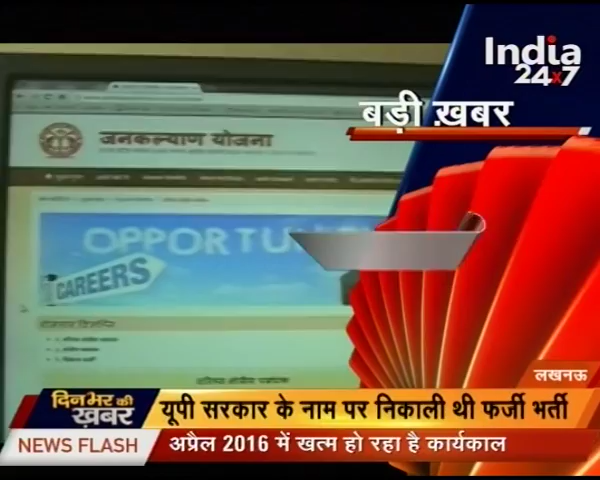 India
24x7
बड़ी ख़बर
जनकल्याण योजना
OPPORTU
CAREERS
लखनऊ
दिनभर की
ख़बर
यूपी सरकार के नाम पर निकाली थी फर्जी भर्ती
NEWS FLASH
अप्रैल 2016 में खत्म हो रहा है कार्यकाल